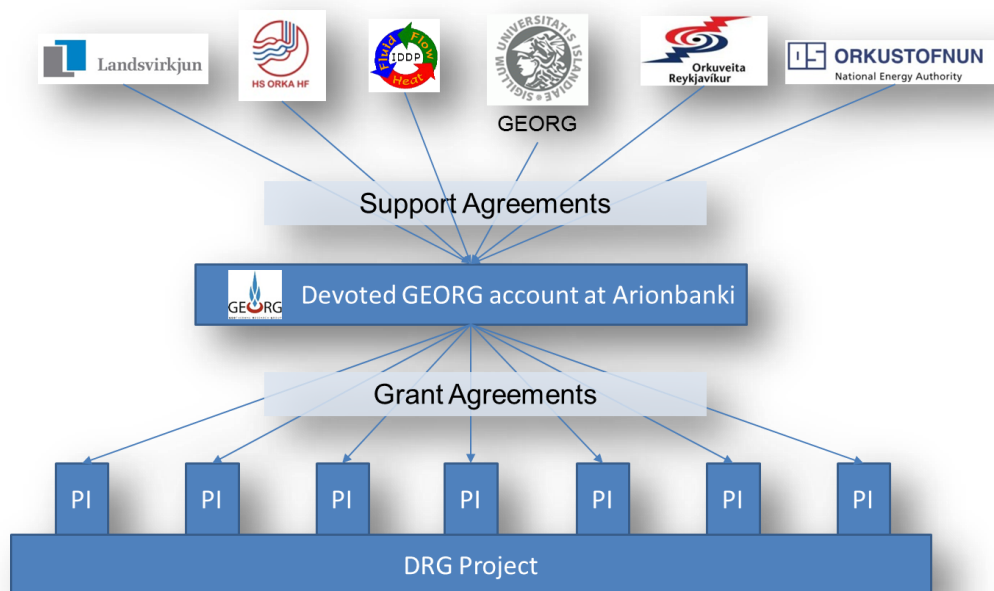 Landsvirkjun
HS ORKA HF
Fluid Flow
IDDP
Heat
UNIVERSITATIS ISLANDIAE SIGILLUM
GEORG
Orkuveita
Reykjavíkur
ORKUSTOFNUN
National Energy Authority
Support Agreements
GEORG
Devoted GEORG account at Arionbanki
Grant Agreements
PI
PI
PI
PI
PI
PI
PI
DRG Project